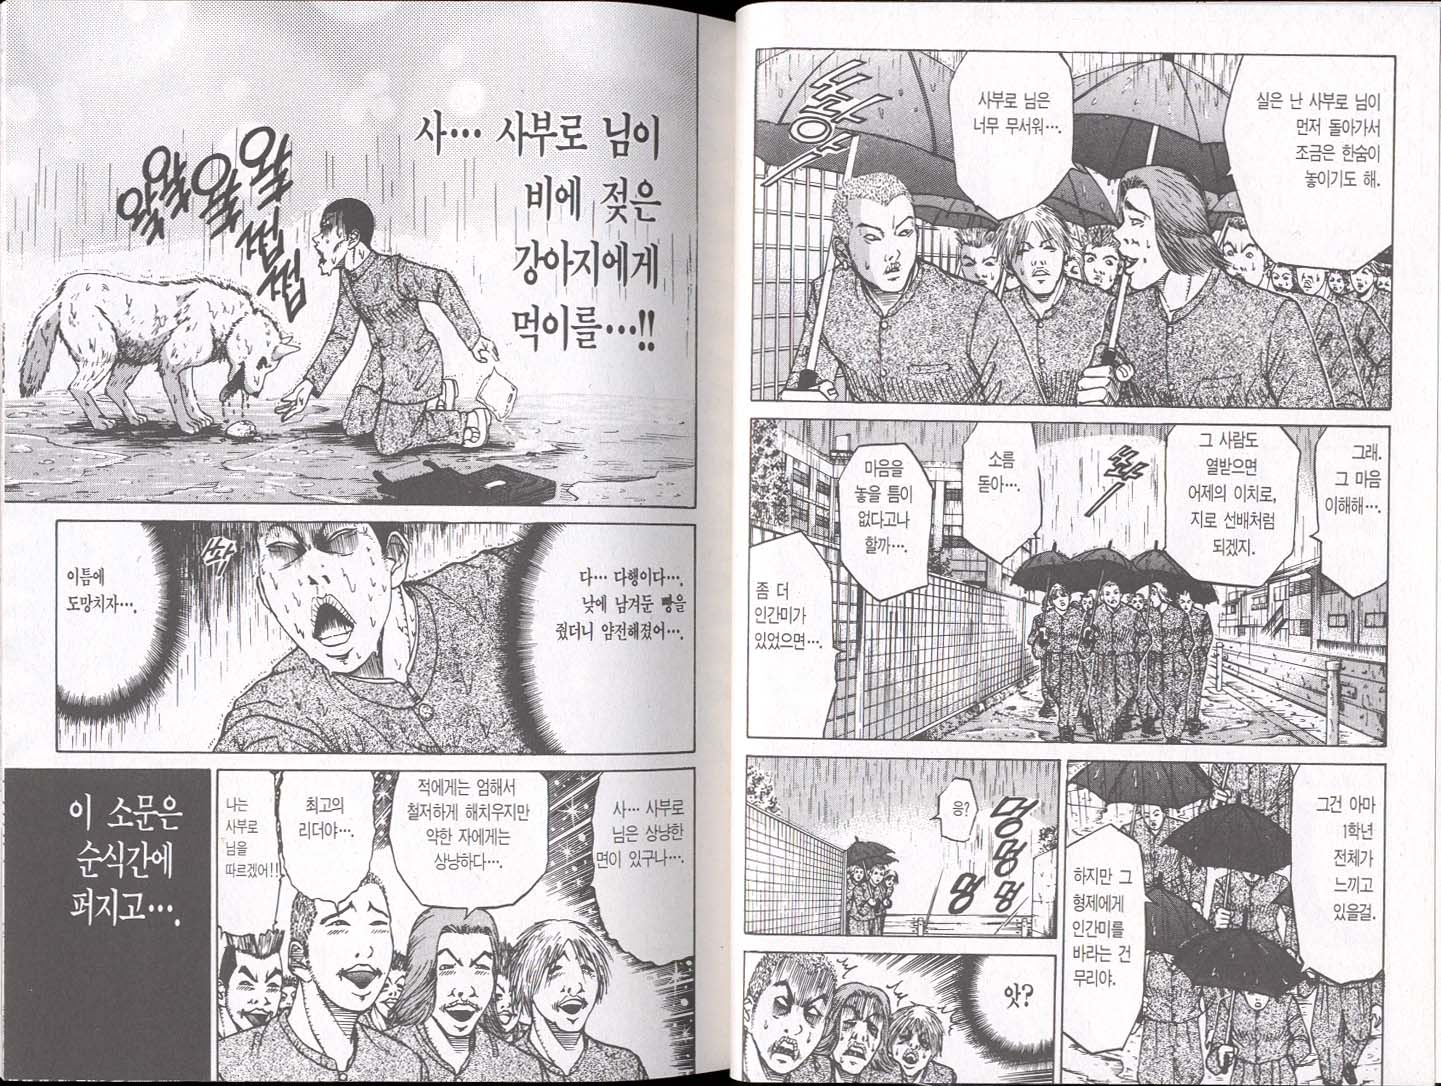 실은 난 사부로 님이
먼저 돌아가서
조금은 한숨이
놓이기도 해.
사부로 님은
너무 무서워….
그래.
그 마음
이해해….
그 사람도
열받으면
어제의 이치로,
지로 선배처럼
되겠지.
소름
돋아….
마음을
놓을 틈이
없다고나
할까….
좀 더
인간미가
있었으면….
그건 아마
1학년
전체가
느끼고
있을걸.
하지만 그
형제에게
인간미를
바라는 건
무리야.
멍
멍
멍
멍
응?
앗?
사… 사부로 님이
비에 젖은
강아지에게
먹이를…!!
왈
왈
왈
왈
쩝
쩝
다… 다행이다….
낮에 남겨둔 빵을
줬더니 얌전해졌어….
싹
이틈에
도망치자….
사… 사부로
님은 상냥한
면이 있구나….
적에게는 엄해서
철저하게 해치우지만
약한 자에게는
상냥하다….
최고의
리더야….
나는
사부로
님을
따르겠어!!
이 소문은
순식간에
퍼지고….